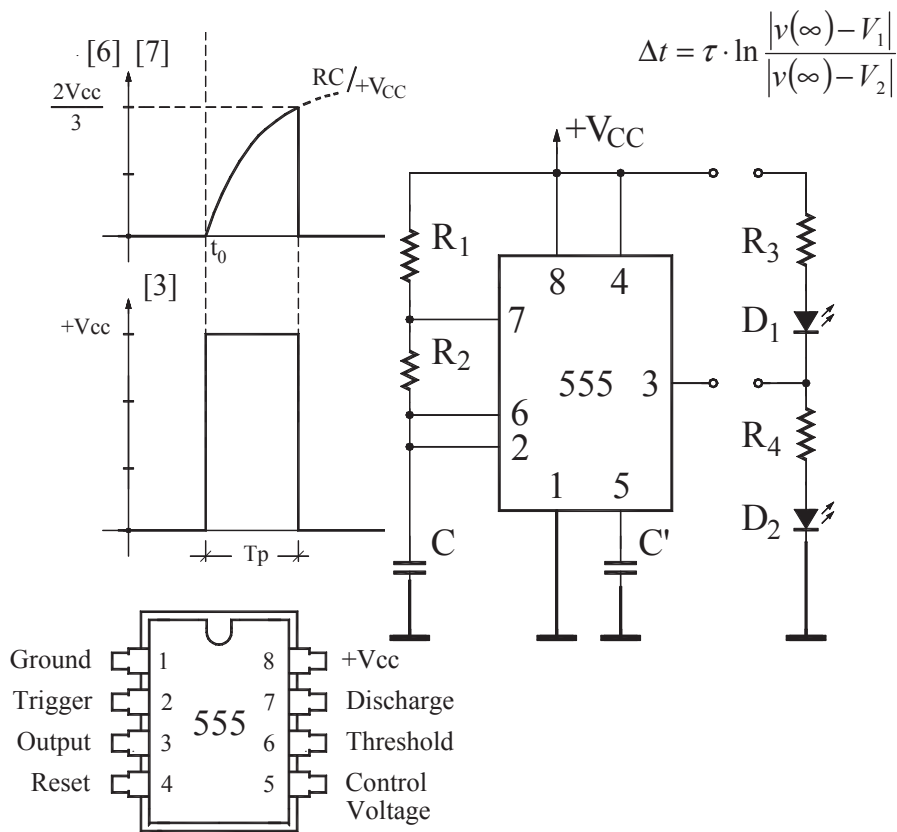 [6] [7]
2Vcc
3
RC/+VCC
t0
[3]
+Vcc
Tp
Δt = τ · ln |v(∞) − V1| / |v(∞) − V2|
+VCC
R1
R2
R3
R4
D1
D2
8 4
7
6
2
555
3
1 5
C
C'
Ground
Trigger
Output
Reset
1
2
3
4
555
8
7
6
5
+Vcc
Discharge
Threshold
Control
Voltage